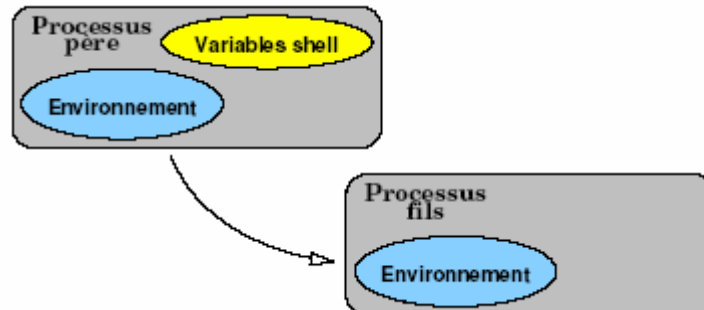 Processus
père
Variables shell
Environnement
Processus
fils
Environnement